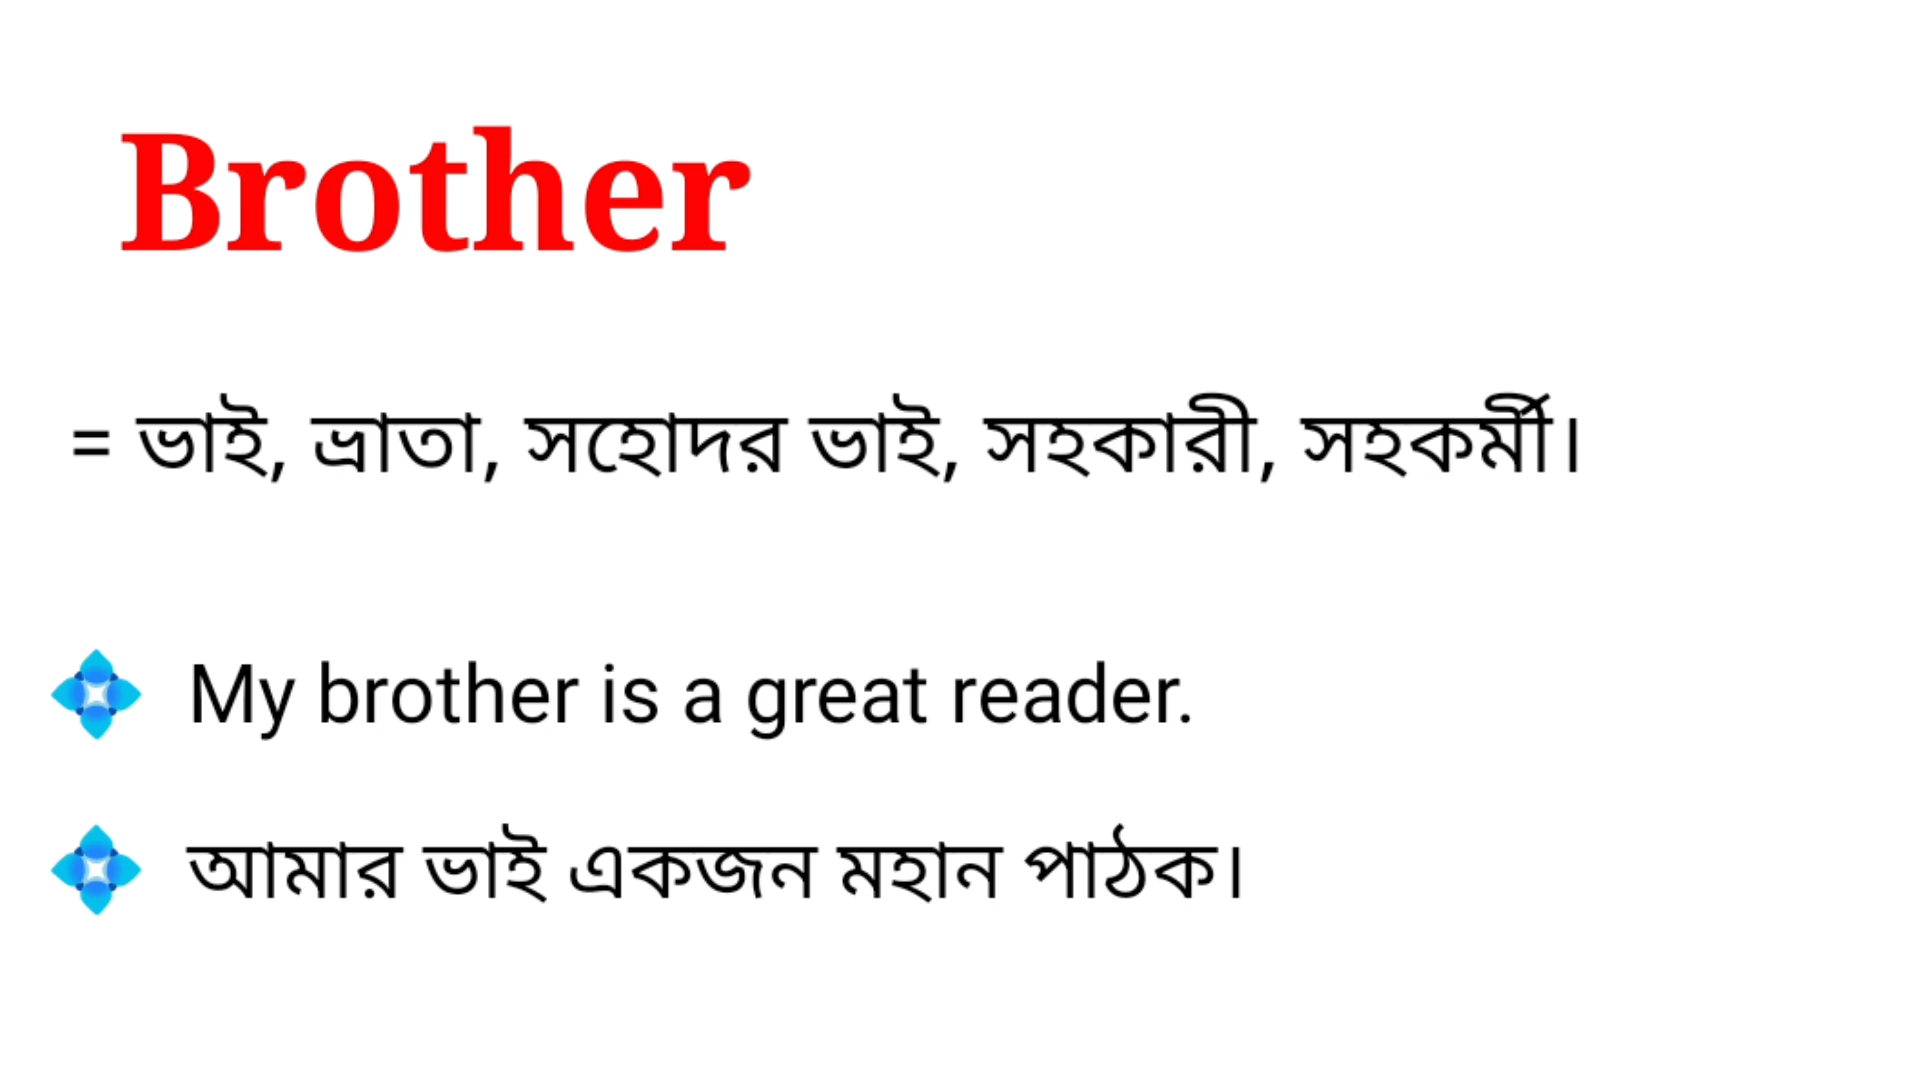 Brother
= ভাই, ভ্রাতা, সহোদর ভাই, সহকারী, সহকর্মী।
💠 My brother is a great reader.
💠 আমার ভাই একজন মহান পাঠক।